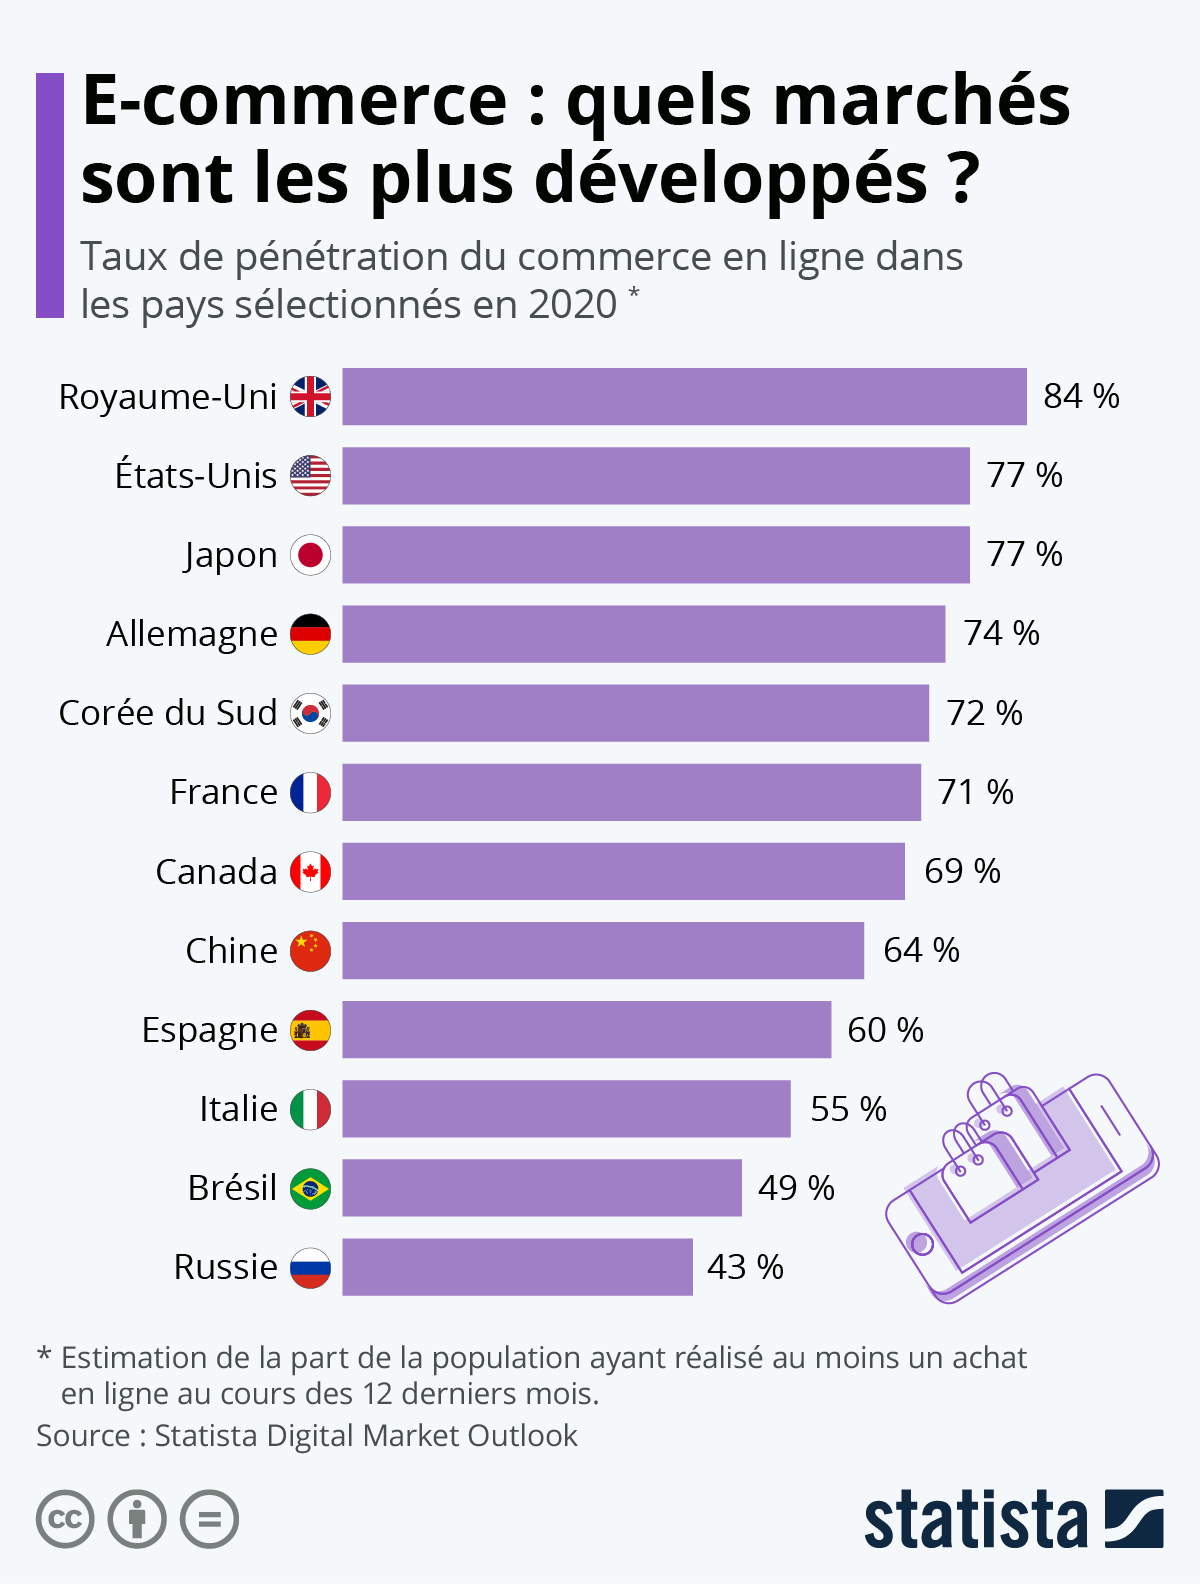 E-commerce : quels marchés
sont les plus développés ?
Taux de pénétration du commerce en ligne dans
les pays sélectionnés en 2020 *
Royaume-Uni 84 %
États-Unis 77 %
Japon 77 %
Allemagne 74 %
Corée du Sud 72 %
France 71 %
Canada 69 %
Chine 64 %
Espagne 60 %
Italie 55 %
Brésil 49 %
Russie 43 %
* Estimation de la part de la population ayant réalisé au moins un achat
en ligne au cours des 12 derniers mois.
Source : Statista Digital Market Outlook
cc
statista